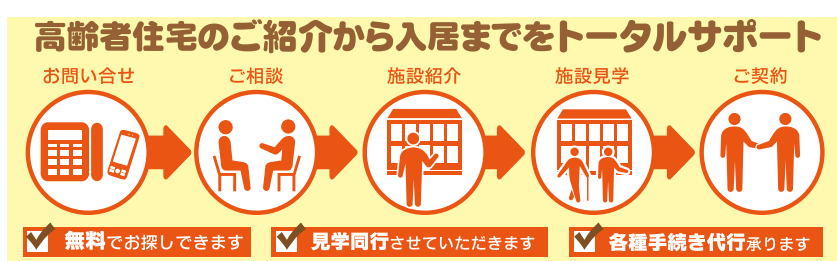 高齢者住宅のご紹介から入居までをトータルサポート
お問い合せ
ご相談
施設紹介
施設見学
ご契約
無料でお探しできます
見学同行させていただきます
各種手続き代行承ります